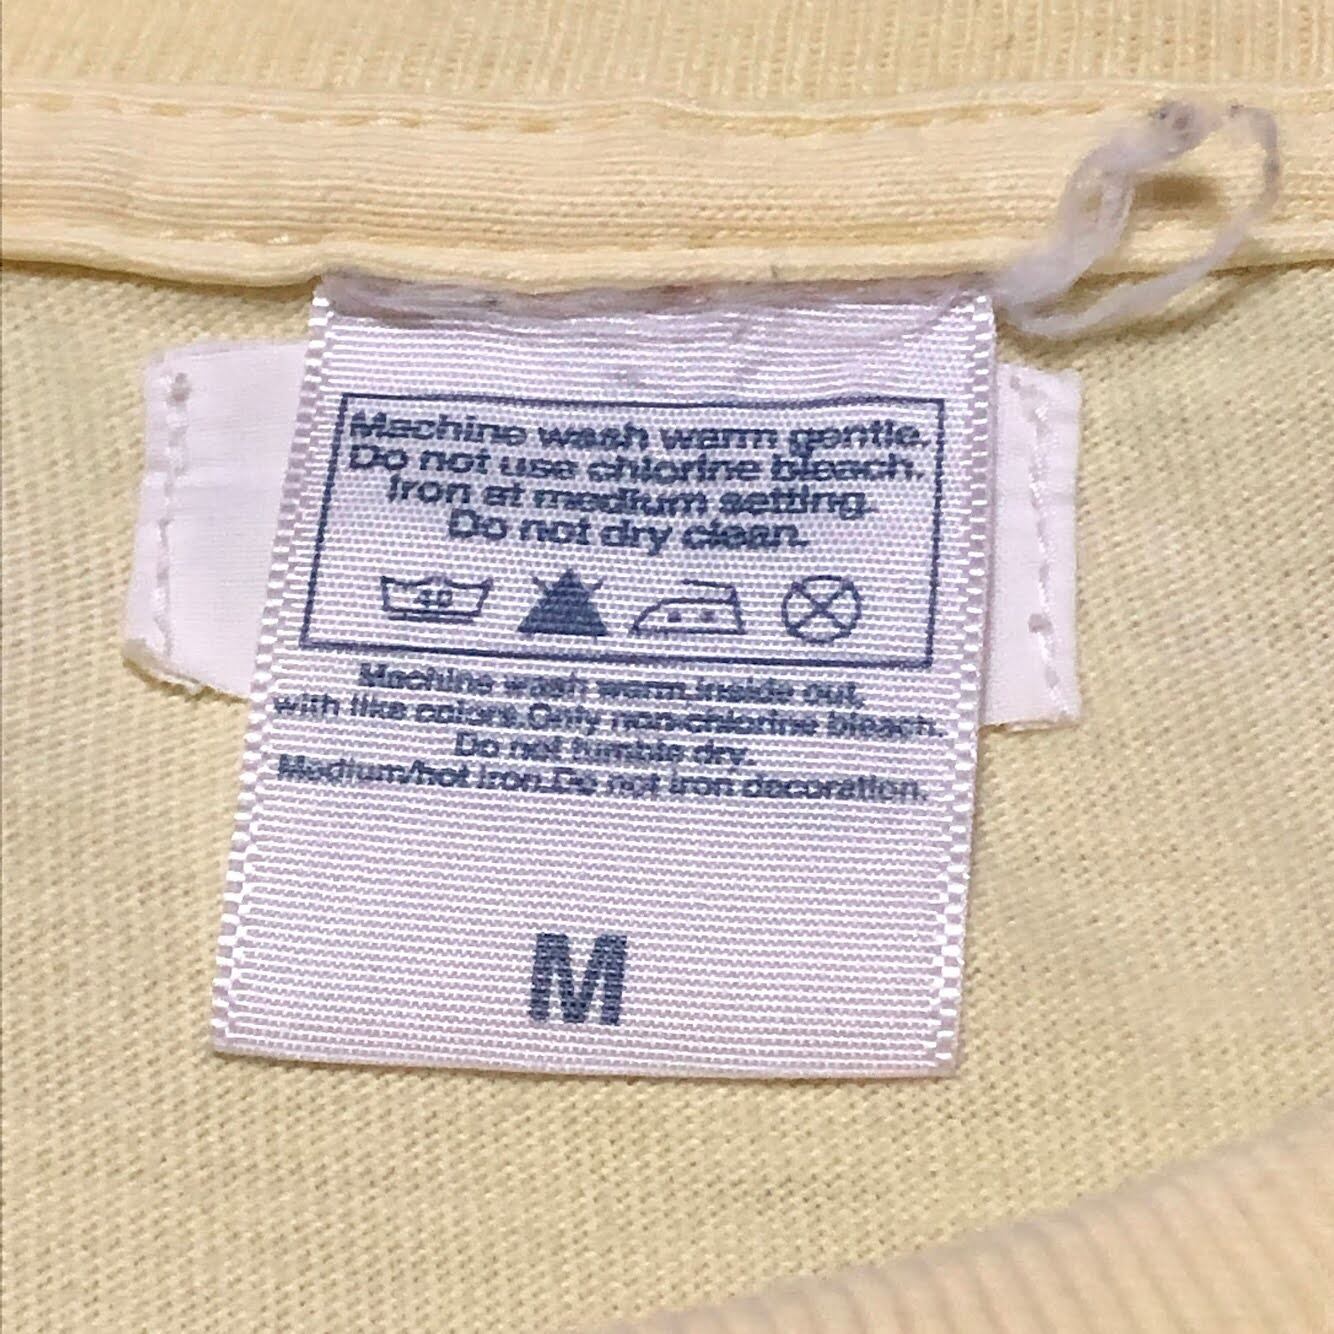 Machine wash warm gentle.
Do not use chlorine bleach.
Iron at medium setting.
Do not dry clean.
30
Machine wash warm, inside out,
with like colors. Only non-chlorine bleach.
Do not tumble dry.
Medium/hot iron. Do not iron decoration.
M